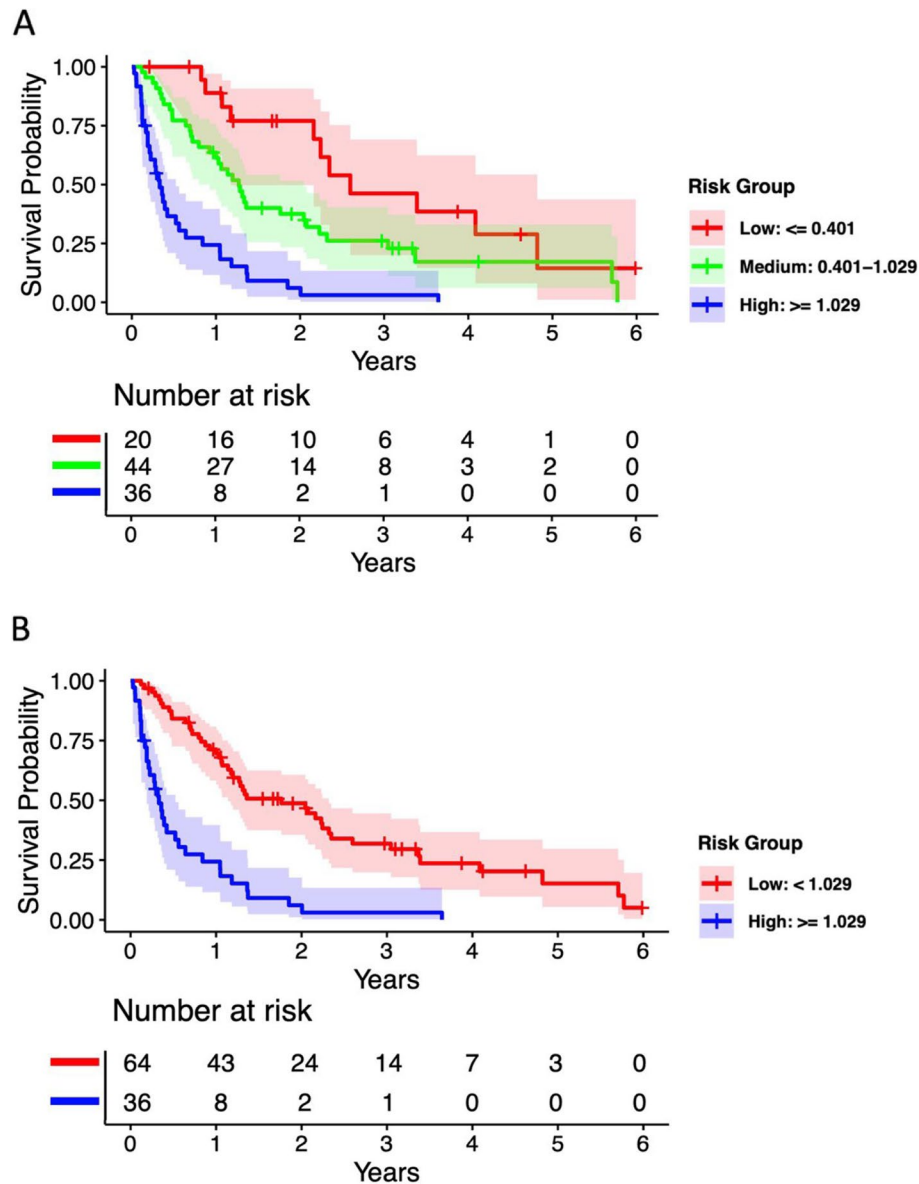 A
Survival Probability
1.00
0.75
0.50
0.25
0.00
0 1 2 3 4 5 6
Years
Risk Group
Low: <= 0.401
Medium: 0.401–1.029
High: >= 1.029
Number at risk
20 16 10 6 4 1 0
44 27 14 8 3 2 0
36 8 2 1 0 0 0
0 1 2 3 4 5 6
Years
B
Survival Probability
1.00
0.75
0.50
0.25
0.00
0 1 2 3 4 5 6
Years
Risk Group
Low: < 1.029
High: >= 1.029
Number at risk
64 43 24 14 7 3 0
36 8 2 1 0 0 0
0 1 2 3 4 5 6
Years